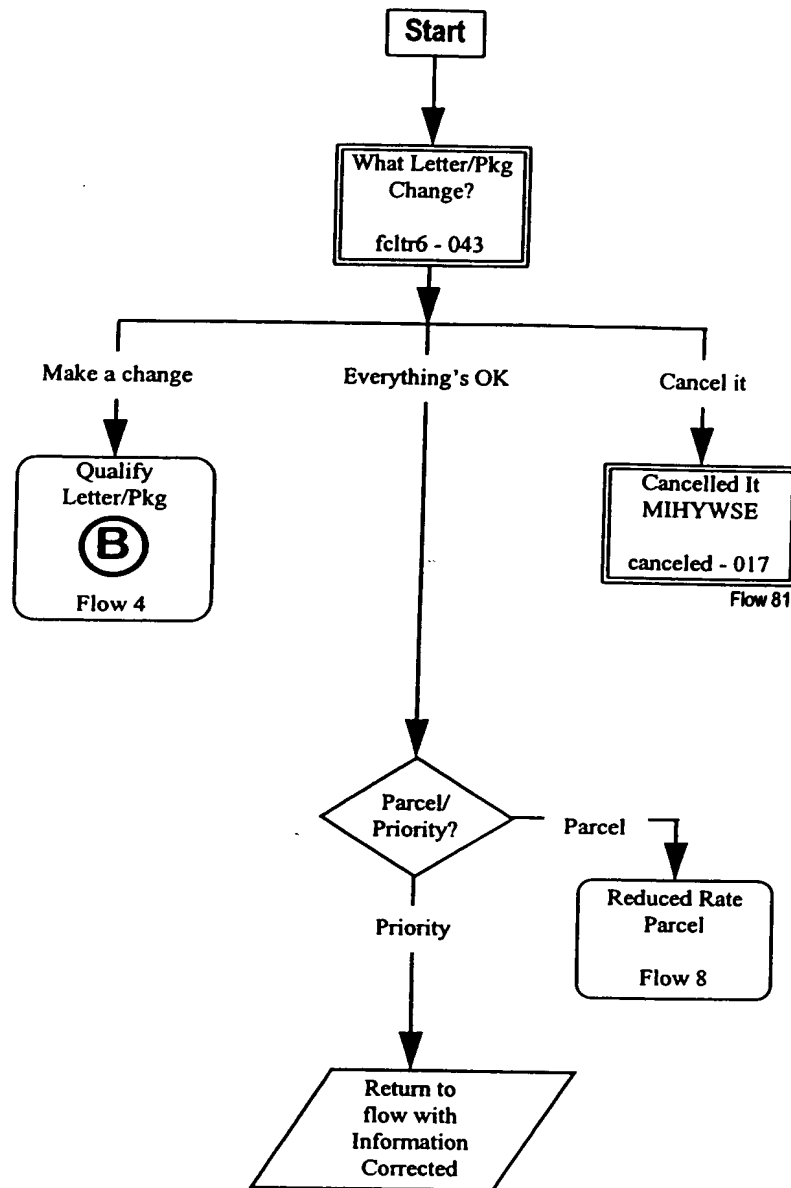 Start
What Letter/Pkg
Change?
fcltr6 - 043
Make a change
Everything's OK
Cancel it
Qualify
Letter/Pkg
B
Flow 4
Cancelled It
MIHYWSE
canceled - 017
Flow 81
Parcel/
Priority?
Parcel
Priority
Reduced Rate
Parcel
Flow 8
Return to
flow with
Information
Corrected